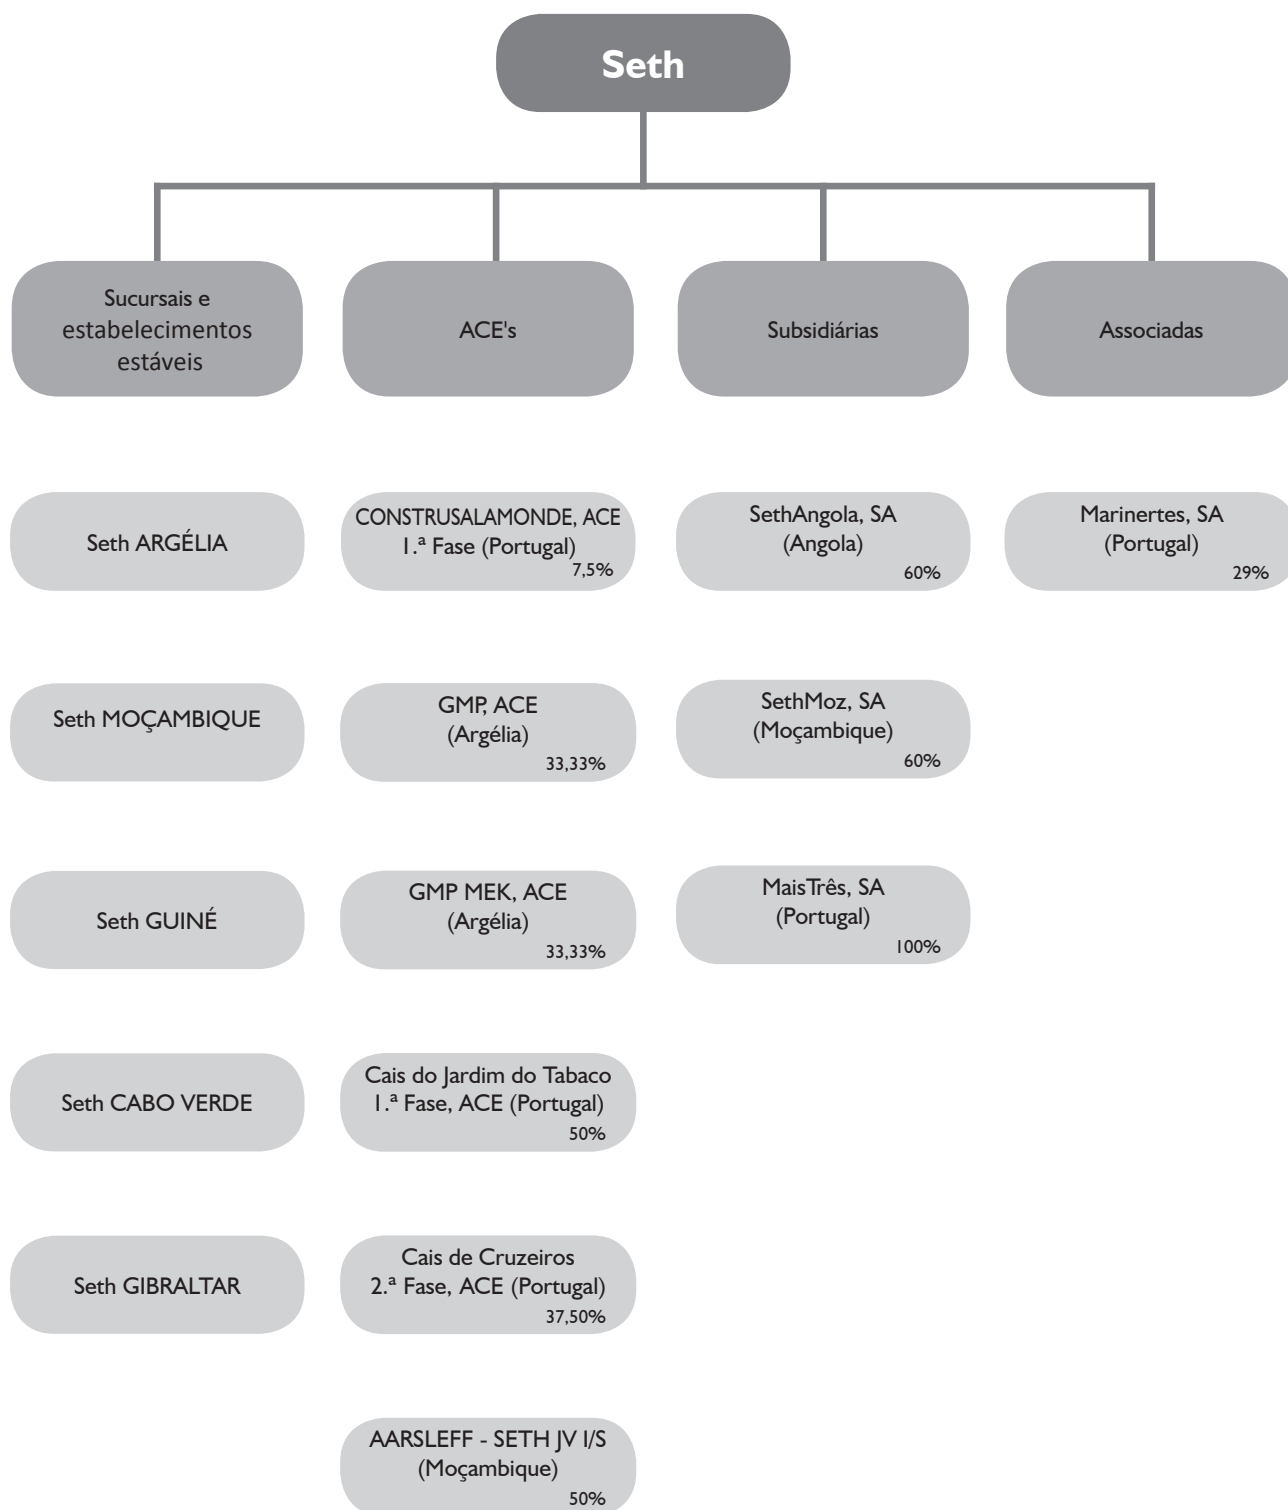 Seth
Sucursais e
estabelecimentos
estáveis
ACE's
Subsidiárias
Associadas
Seth ARGÉLIA
CONSTRUSALAMONDE, ACE
1.ª Fase (Portugal)
7,5%
SethAngola, SA
(Angola)
60%
Marinertes, SA
(Portugal)
29%
Seth MOÇAMBIQUE
GMP, ACE
(Argélia)
33,33%
SethMoz, SA
(Moçambique)
60%
Seth GUINÉ
GMP MEK, ACE
(Argélia)
33,33%
MaisTrês, SA
(Portugal)
100%
Seth CABO VERDE
Cais do Jardim do Tabaco
1.ª Fase, ACE (Portugal)
50%
Seth GIBRALTAR
Cais de Cruzeiros
2.ª Fase, ACE (Portugal)
37,50%
AARSLEFF - SETH JV I/S
(Moçambique)
50%